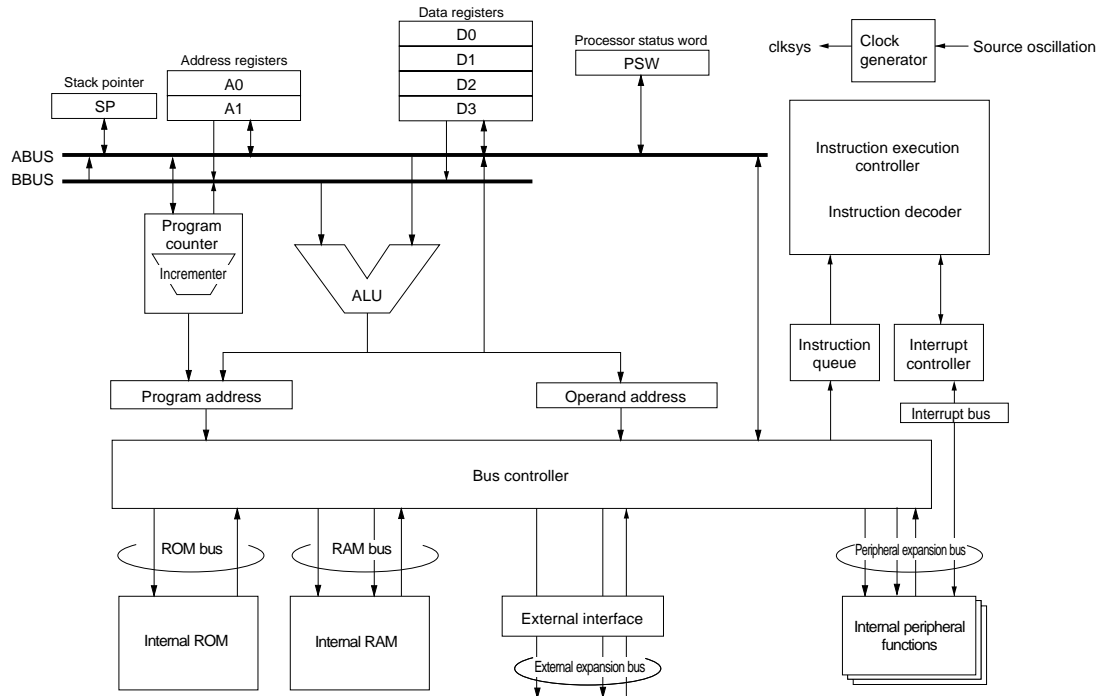 Data registers
D0
D1
D2
D3
Processor status word
PSW
clksys
Clock
generator
Source oscillation
Address registers
A0
A1
Stack pointer
SP
ABUS
BBUS
Instruction execution
controller
Instruction decoder
Program
counter
Incrementer
ALU
Instruction
queue
Interrupt
controller
Program address
Operand address
Interrupt bus
Bus controller
ROM bus
RAM bus
Peripheral expansion bus
Internal ROM
Internal RAM
External interface
External expansion bus
Internal peripheral
functions